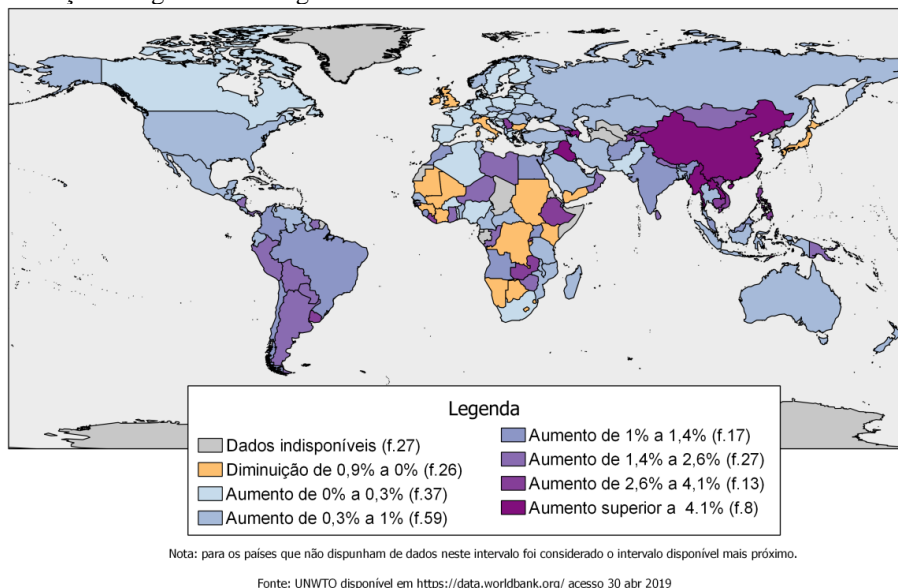 Legenda
Dados indisponíveis (f.27)
Diminuição de 0,9% a 0% (f.26)
Aumento de 0% a 0,3% (f.37)
Aumento de 0,3% a 1% (f.59)
Aumento de 1% a 1,4% (f.17)
Aumento de 1,4% a 2,6% (f.27)
Aumento de 2,6% a 4,1% (f.13)
Aumento superior a 4.1% (f.8)
Nota: para os países que não dispunham de dados neste intervalo foi considerado o intervalo disponível mais próximo.
Fonte: UNWTO disponível em https://data.worldbank.org/ acesso 30 abr 2019